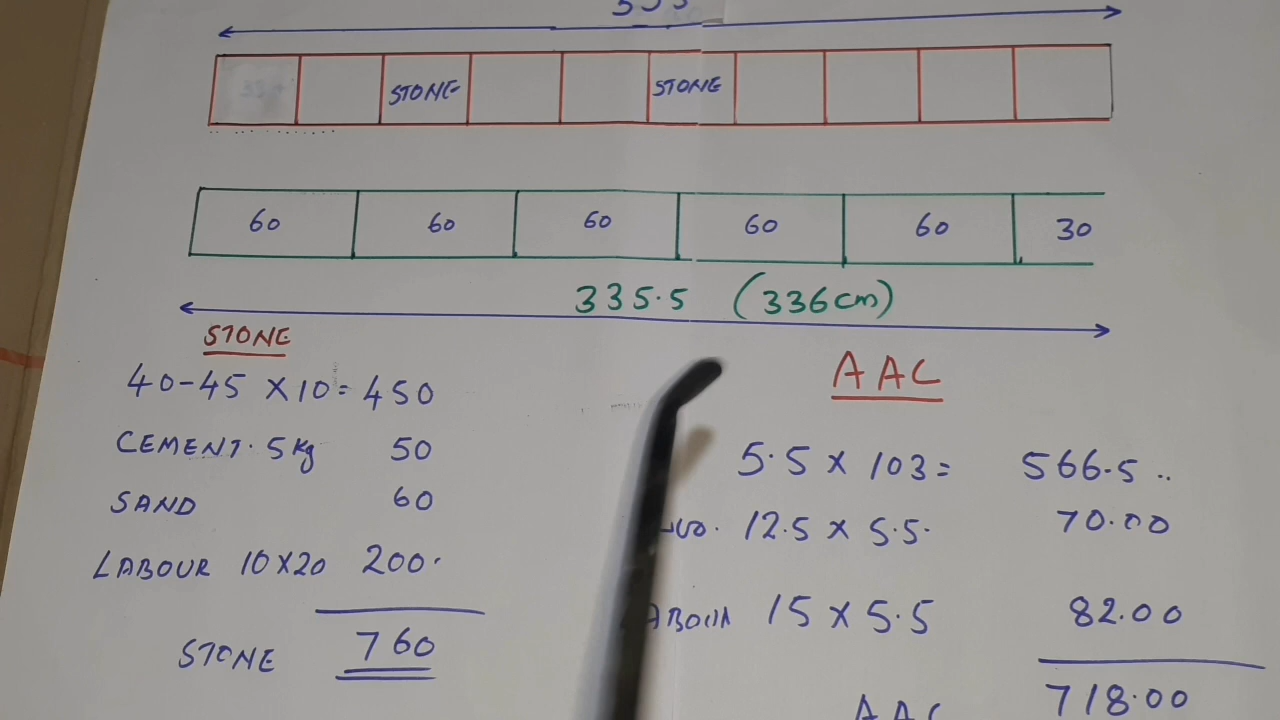 STONE STONE
60 60 60 60 60 30
335.5 (336cm)
STONE
40-45 X10= 450
CEMENT. 5Kg 50
SAND 60
LABOUR 10X20 200.
STONE 760
AAC
5.5 x 103= 566.5 ..
12.5 x 5.5. 70.00
15 x 5.5 82.00
718.00
AAC